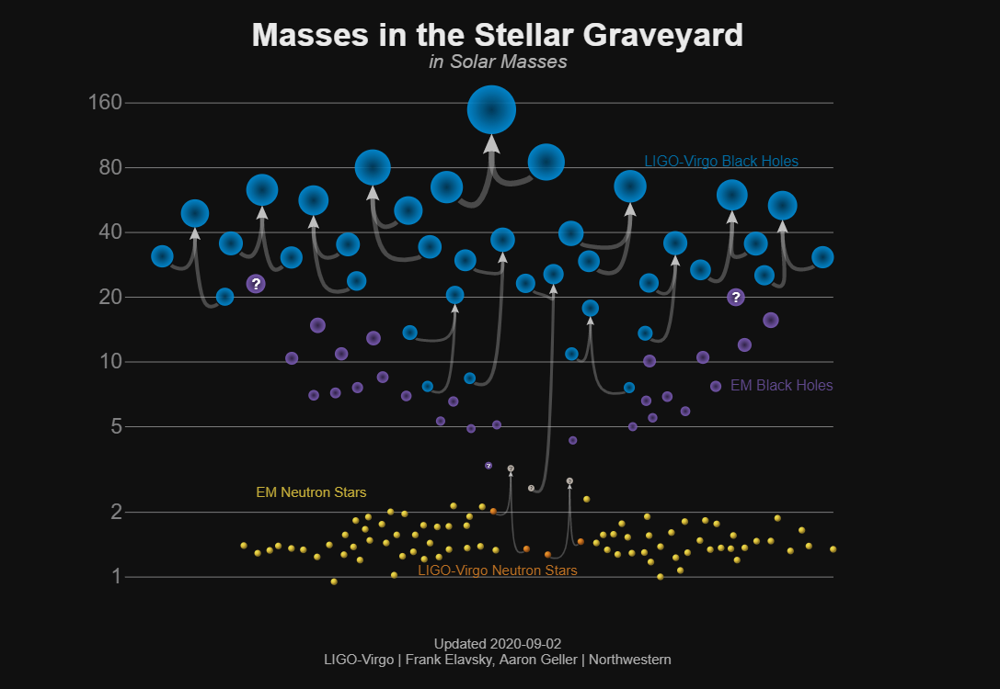 Masses in the Stellar Graveyard
in Solar Masses
160
80
LIGO-Virgo Black Holes
40
?
20
?
10
EM Black Holes
5
?
?
?
?
EM Neutron Stars
2
LIGO-Virgo Neutron Stars
1
Updated 2020-09-02
LIGO-Virgo | Frank Elavsky, Aaron Geller | Northwestern